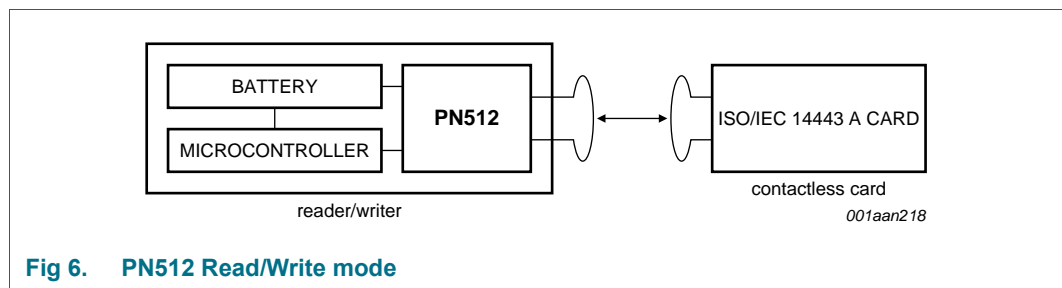 BATTERY
MICROCONTROLLER
PN512
ISO/IEC 14443 A CARD
reader/writer
contactless card
001aan218
Fig 6. PN512 Read/Write mode